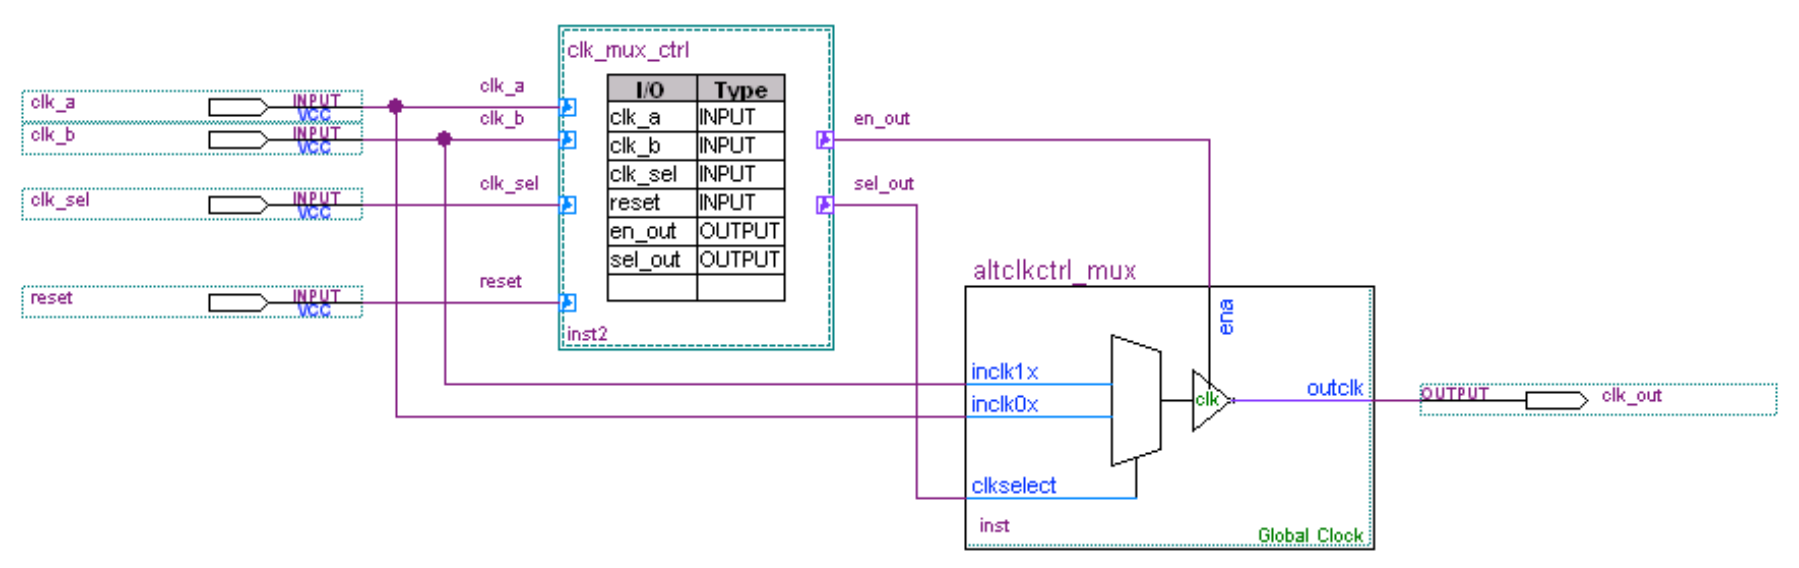 clk_mux_ctrl
I/O Type
clk_a INPUT
clk_b INPUT
clk_sel INPUT
reset INPUT
en_out OUTPUT
sel_out OUTPUT
inst2
clk_a INPUT VCC clk_a
clk_b INPUT VCC clk_b
clk_sel INPUT VCC clk_sel
reset INPUT VCC reset
en_out
sel_out
altclkctrl_mux
ena
inclk1x
inclk0x
clk
outclk
clkselect
inst
Global Clock
OUTPUT clk_out